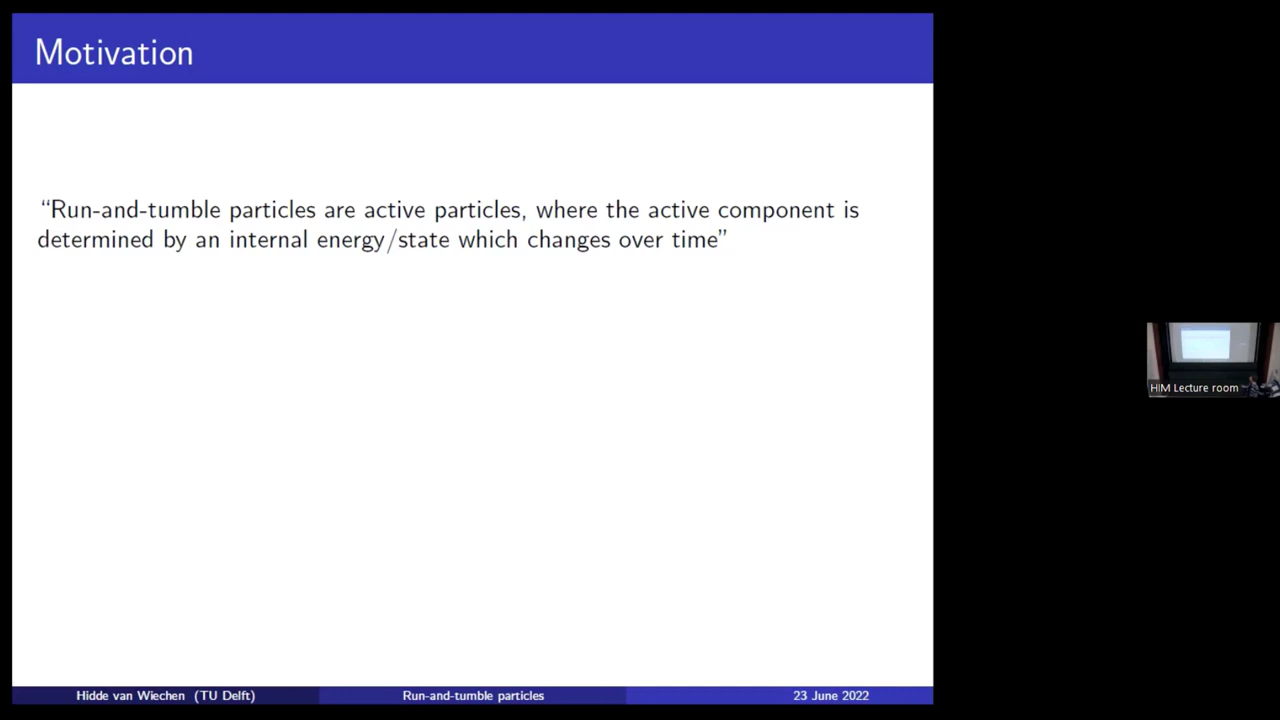 Motivation
“Run-and-tumble particles are active particles, where the active component is
determined by an internal energy/state which changes over time”
HIM Lecture room
Hidde van Wiechen (TU Delft)
Run-and-tumble particles
23 June 2022